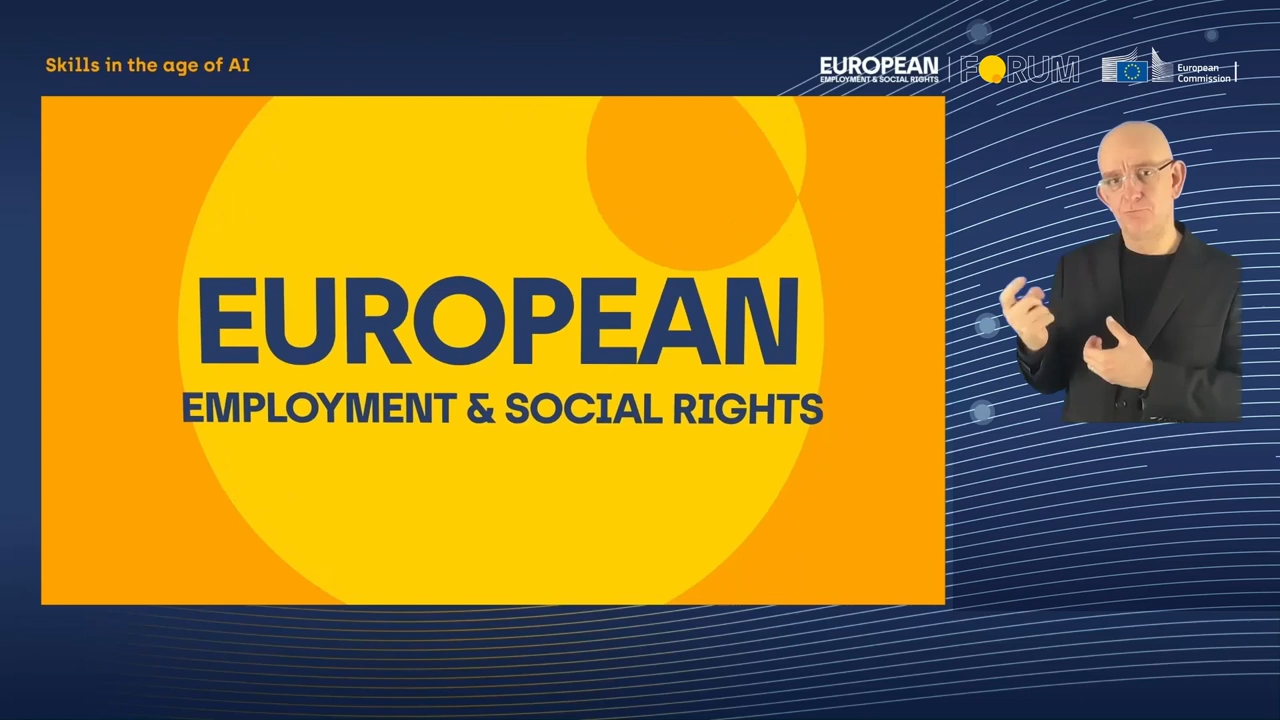 Skills in the age of AI
EUROPEAN
EMPLOYMENT & SOCIAL RIGHTS
FORUM
European
Commission
EUROPEAN
EMPLOYMENT & SOCIAL RIGHTS